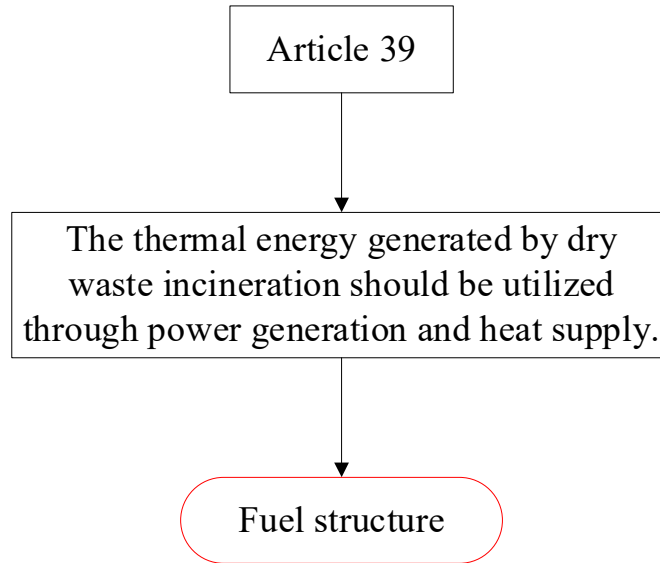 Article 39
The thermal energy generated by dry
waste incineration should be utilized
through power generation and heat supply.
Fuel structure